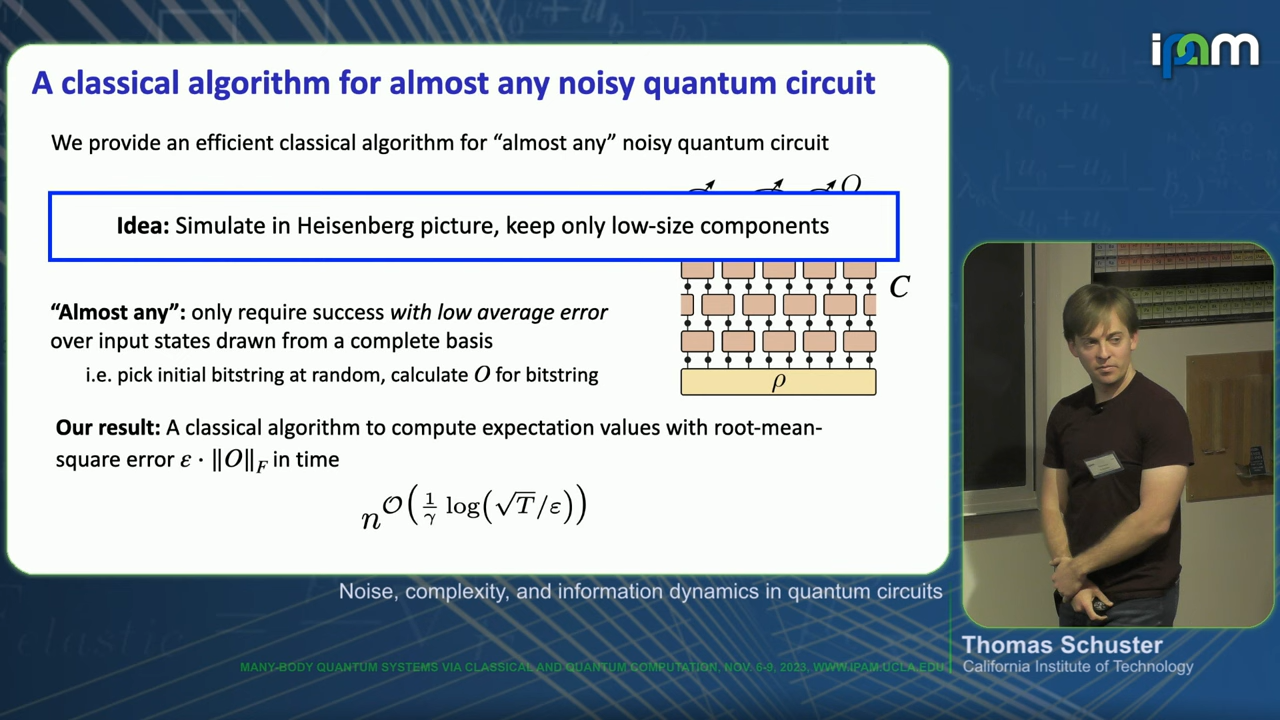 ipam
A classical algorithm for almost any noisy quantum circuit
We provide an efficient classical algorithm for “almost any” noisy quantum circuit
O
Idea: Simulate in Heisenberg picture, keep only low-size components
C
“Almost any”: only require success with low average error
over input states drawn from a complete basis
i.e. pick initial bitstring at random, calculate O for bitstring
ρ
Our result: A classical algorithm to compute expectation values with root-mean-
square error ε · ‖O‖_F in time
n^{O(1/γ log(√T/ε))}
Noise, complexity, and information dynamics in quantum circuits
Thomas Schuster
California Institute of Technology
MANY-BODY QUANTUM SYSTEMS VIA CLASSICAL AND QUANTUM COMPUTATION, NOV. 6-9, 2023, WWW.IPAM.UCLA.EDU